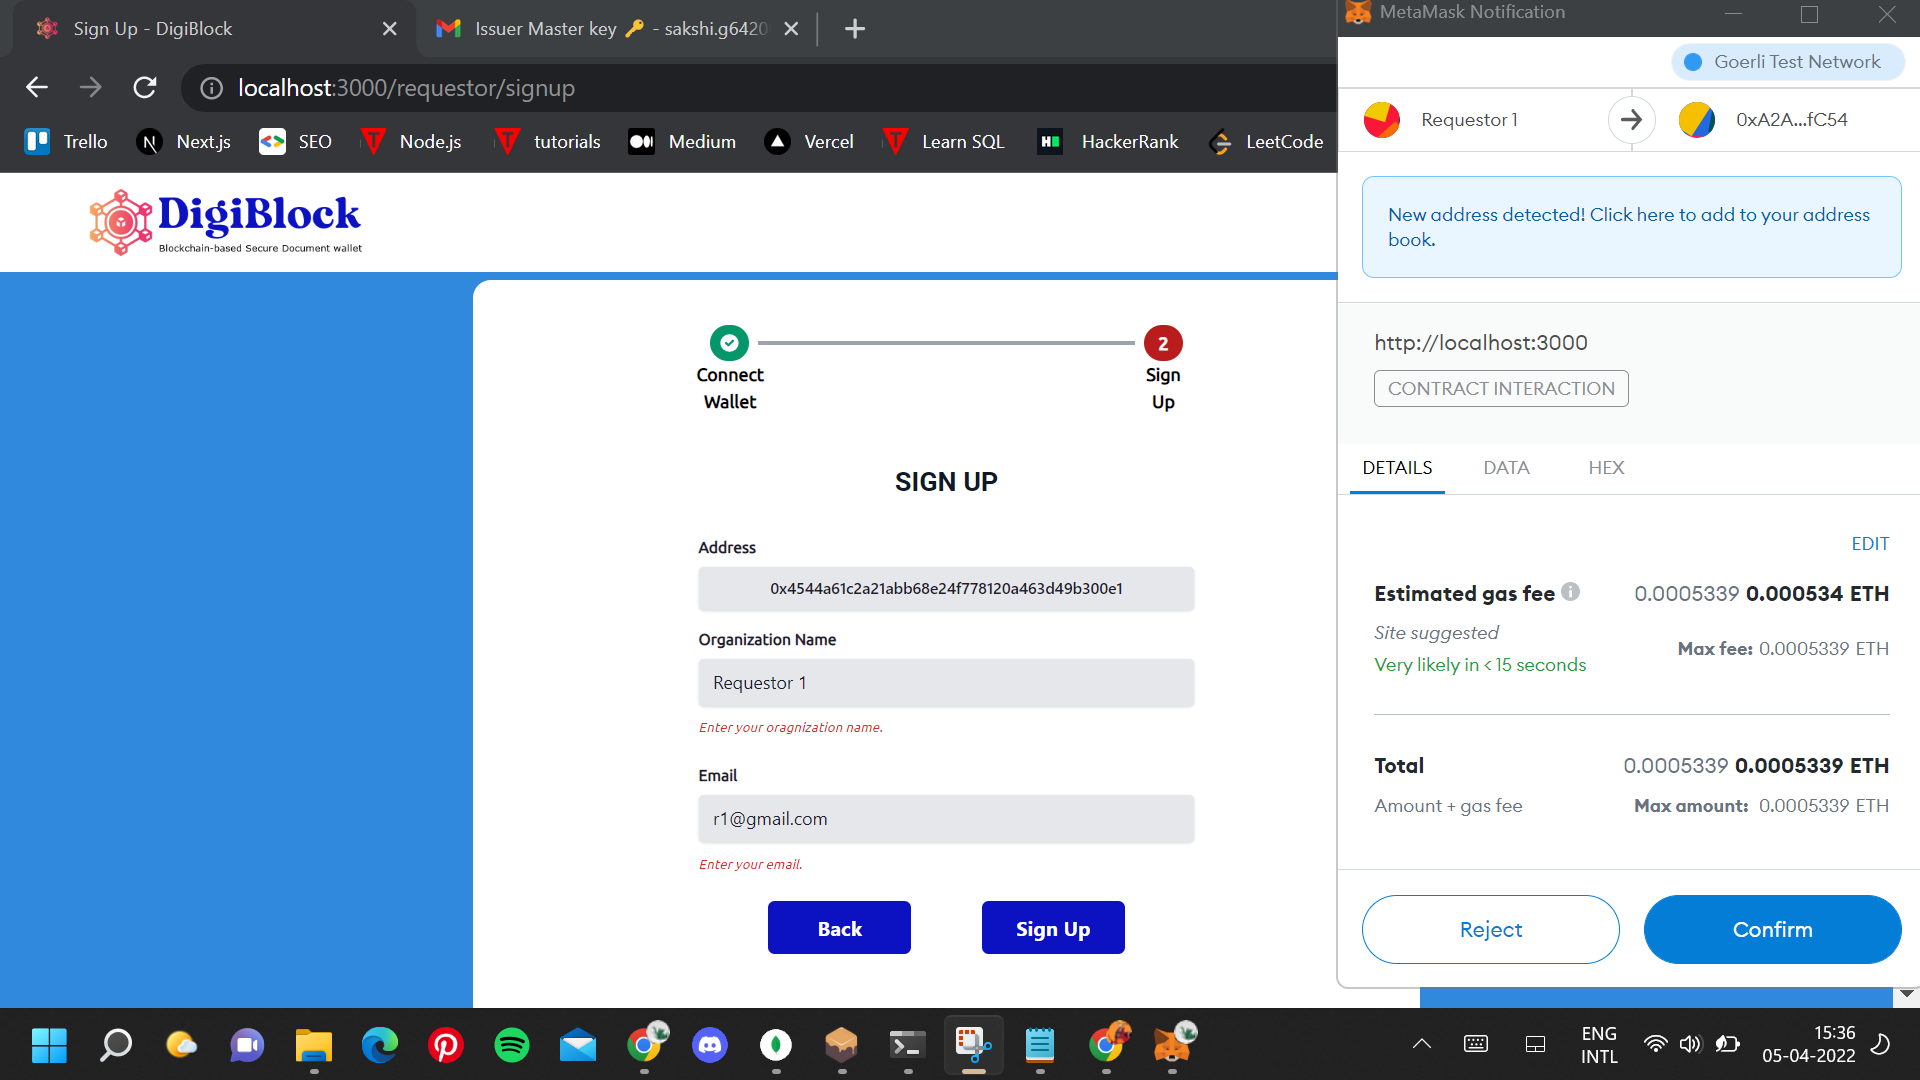 Sign Up - DigiBlock
Issuer Master key 🔑 - sakshi.g6420
MetaMask Notification
localhost:3000/requestor/signup
Trello
Next.js
SEO
Node.js
tutorials
Medium
Vercel
Learn SQL
HackerRank
LeetCode
DigiBlock
Blockchain-based Secure Document wallet
Connect
Wallet
2
Sign
Up
SIGN UP
Address
0x4544a61c2a21abb68e24f778120a463d49b300e1
Organization Name
Requestor 1
Enter your oragnization name.
Email
r1@gmail.com
Enter your email.
Back
Sign Up
Goerli Test Network
Requestor 1
0xA2A...fC54
New address detected! Click here to add to your address
book.
http://localhost:3000
CONTRACT INTERACTION
DETAILS
DATA
HEX
EDIT
Estimated gas fee
0.0005339 0.000534 ETH
Site suggested
Max fee: 0.0005339 ETH
Very likely in < 15 seconds
Total
0.0005339 0.0005339 ETH
Amount + gas fee
Max amount: 0.0005339 ETH
Reject
Confirm
ENG
INTL
15:36
05-04-2022